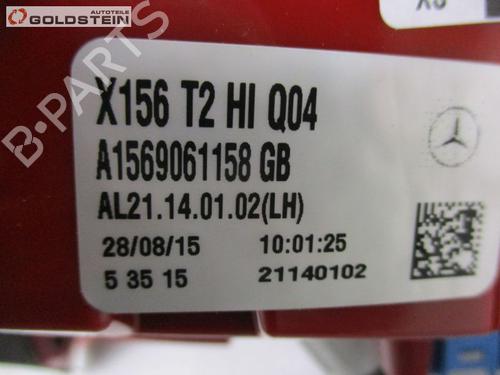 GOLDSTEIN
B-PARTS
X156 T2 HI Q04
A1569061158 GB
AL21.14.01.02(LH)
28/08/15 10:01:25
5 35 15 21140102